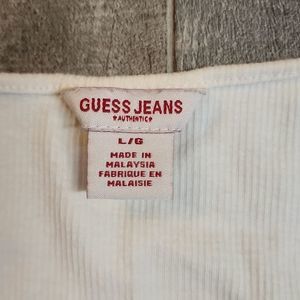 GUESS JEANS
*AUTHENTIC*
L/G
MADE IN
MALAYSIA
FABRIQUE EN
MALAISIE